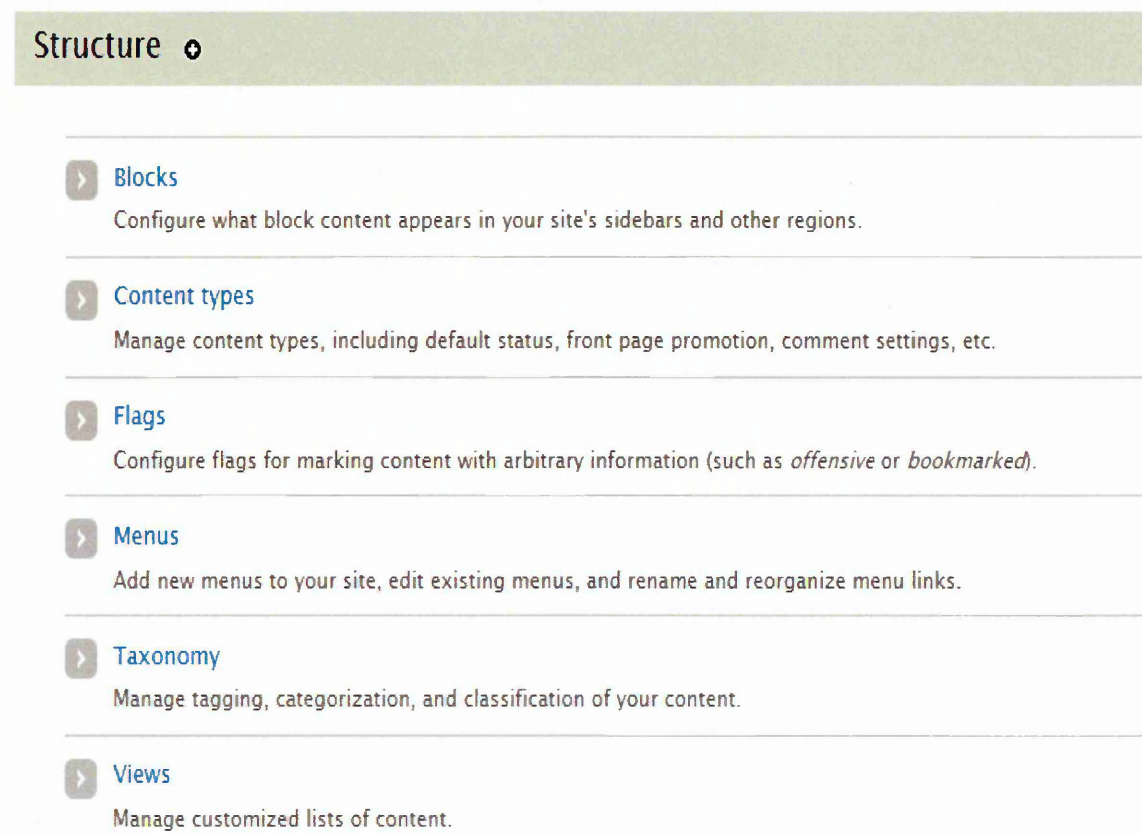 Structure
Blocks
Configure what block content appears in your site's sidebars and other regions.
Content types
Manage content types, including default status, front page promotion, comment settings, etc.
Flags
Configure flags for marking content with arbitrary information (such as offensive or bookmarked).
Menus
Add new menus to your site, edit existing menus, and rename and reorganize menu links.
Taxonomy
Manage tagging, categorization, and classification of your content.
Views
Manage customized lists of content.